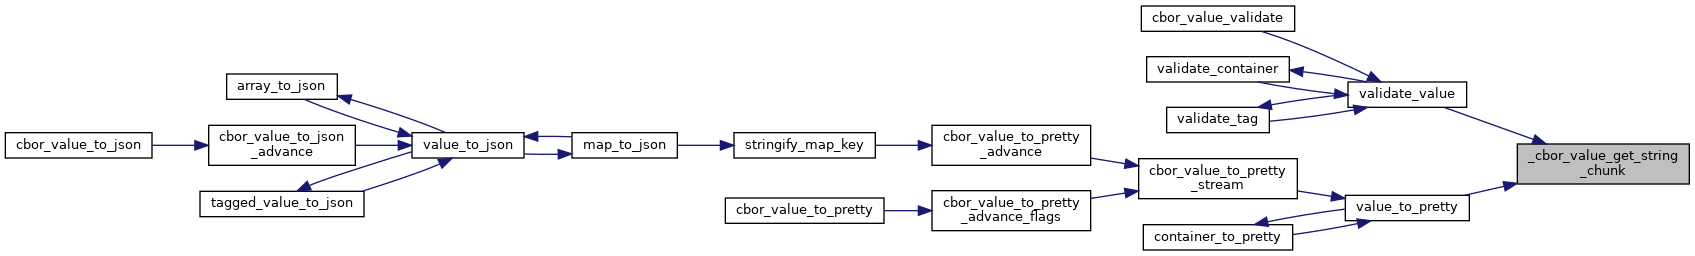 cbor_value_to_json
array_to_json
cbor_value_to_json
_advance
tagged_value_to_json
value_to_json
map_to_json
stringify_map_key
cbor_value_to_pretty
cbor_value_to_pretty
_advance
cbor_value_to_pretty
_advance_flags
cbor_value_to_pretty
_stream
cbor_value_validate
validate_container
validate_tag
container_to_pretty
validate_value
value_to_pretty
_cbor_value_get_string
_chunk